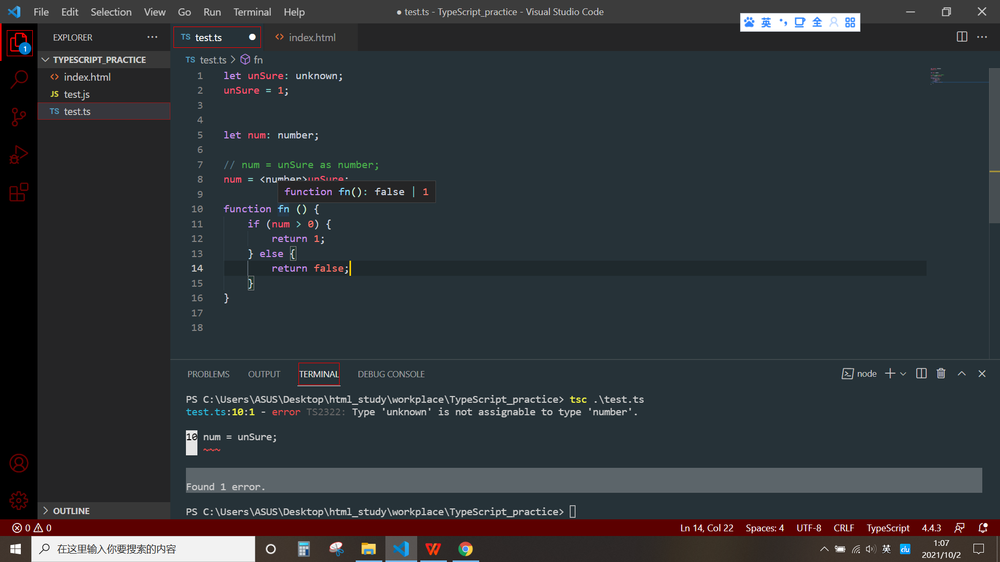 File Edit Selection View Go Run Terminal Help
● test.ts - TypeScript_practice - Visual Studio Code
英 全
EXPLORER
TS test.ts
index.html
1
TYPESCRIPT_PRACTICE
index.html
JS test.js
TS test.ts
TS test.ts > fn
1 let unSure: unknown;
2 unSure = 1;
3
4
5 let num: number;
6
7 // num = unSure as number;
8 num = <number>unSure;
function fn(): false | 1
9
10 function fn () {
11 if (num > 0) {
12 return 1;
13 } else {
14 return false;
15 }
16 }
17
18
PROBLEMS OUTPUT TERMINAL DEBUG CONSOLE
node
PS C:\Users\ASUS\Desktop\html_study\workplace\TypeScript_practice> tsc .\test.ts
test.ts:10:1 - error TS2322: Type 'unknown' is not assignable to type 'number'.
10 num = unSure;
~~~
Found 1 error.
PS C:\Users\ASUS\Desktop\html_study\workplace\TypeScript_practice>
OUTLINE
0 0
Ln 14, Col 22 Spaces: 4 UTF-8 CRLF TypeScript 4.4.3
在这里输入你要搜索的内容
英 du
1:07
2021/10/2